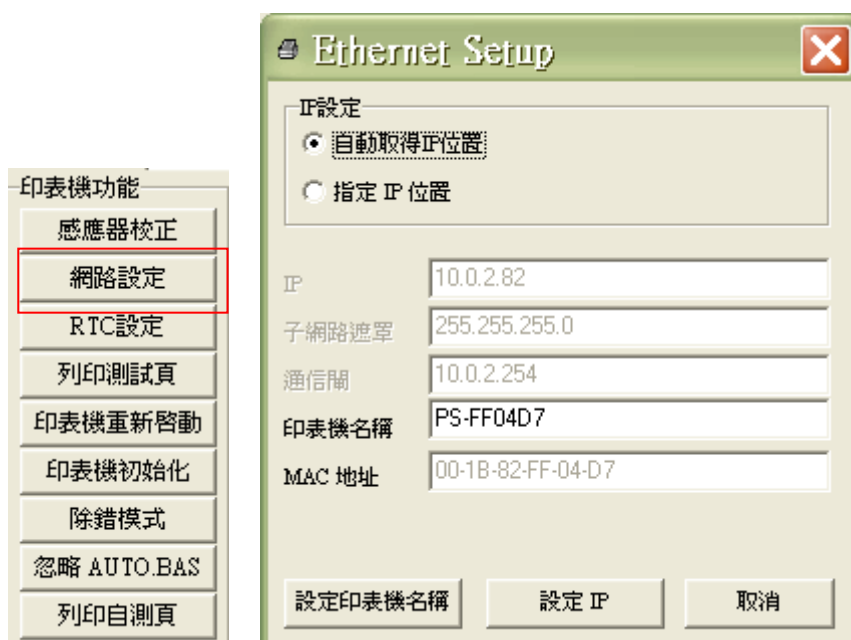 印表機功能
感應器校正
網路設定
RTC設定
列印測試頁
印表機重新啓動
印表機初始化
除錯模式
忽略 AUTO.BAS
列印自測頁
Ethernet Setup
IP設定
自動取得IP位置
指定 IP 位置
IP 10.0.2.82
子網路遮罩 255.255.255.0
通信閘 10.0.2.254
印表機名稱 PS-FF04D7
MAC 地址 00-1B-82-FF-04-D7
設定印表機名稱 設定 IP 取消